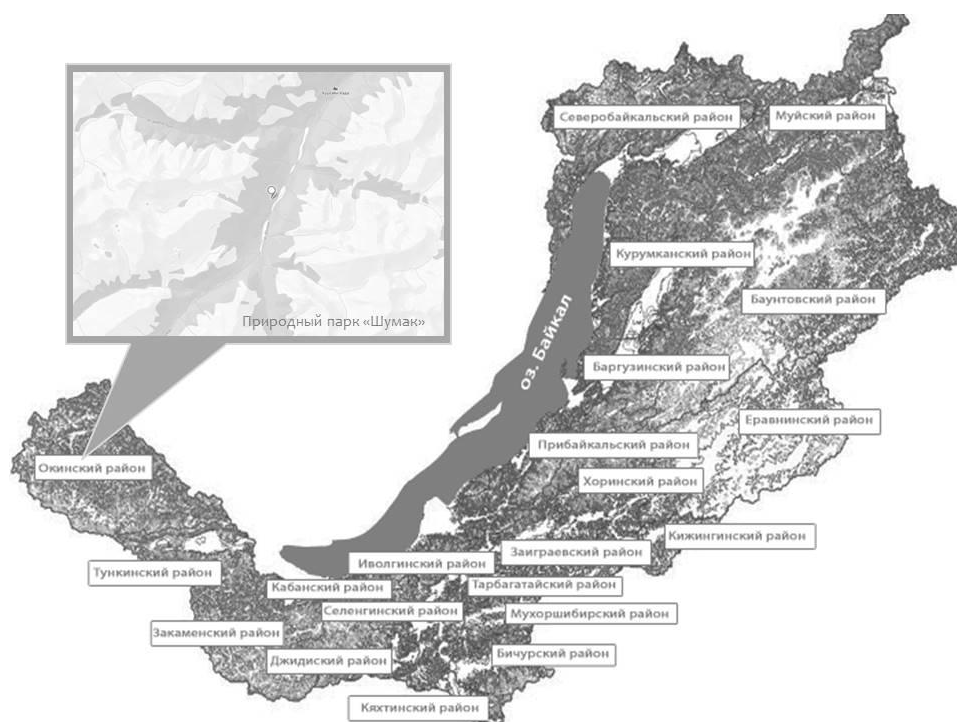 Северобайкальский район
Муйский район
Курумканский район
Баунтовский район
Природный парк «Шумак»
оз. Байкал
Баргузинский район
Еравнинский район
Прибайкальский район
Окинский район
Хоринский район
Кижингинский район
Заиграевский район
Иволгинский район
Тункинский район
Кабанский район
Тарбагатайский район
Селенгинский район
Мухоршибирский район
Закаменский район
Джидиский район
Бичурский район
Кяхтинский район